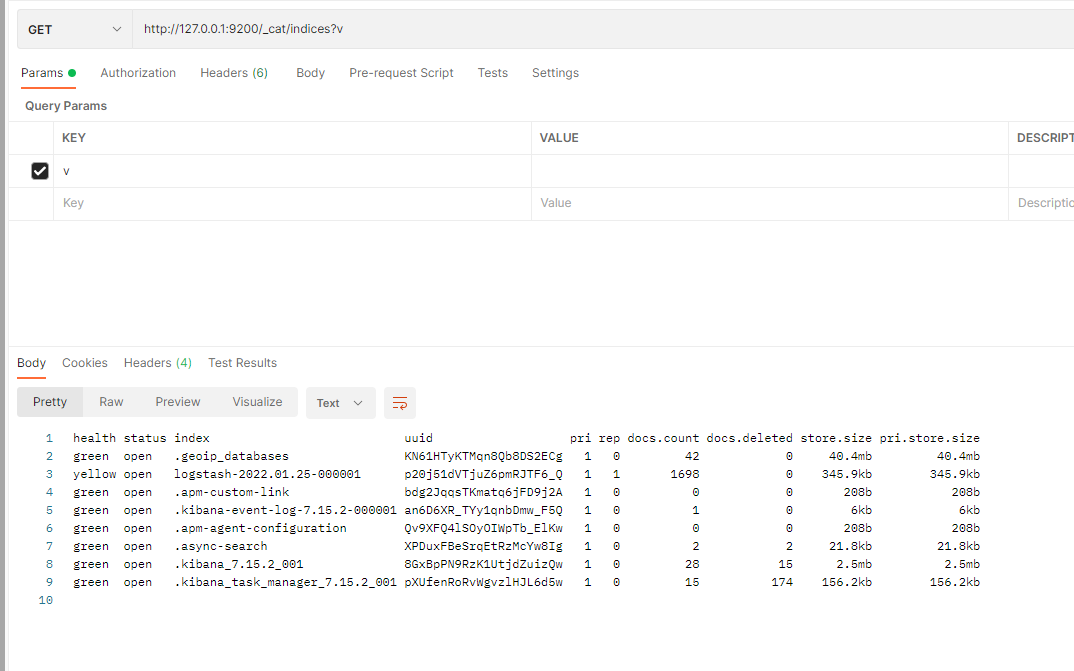 GET http://127.0.0.1:9200/_cat/indices?v
Params Authorization Headers (6) Body Pre-request Script Tests Settings
Query Params
KEY VALUE DESCRIPT
v
Key Value Descriptic
Body Cookies Headers (4) Test Results
Pretty Raw Preview Visualize Text
1 health status index uuid pri rep docs.count docs.deleted store.size pri.store.size
2 green open .geoip_databases KN61HTyKTMqn8Qb8DS2ECg 1 0 42 0 40.4mb 40.4mb
3 yellow open logstash-2022.01.25-000001 p20j51dVTjuZ6pmRJTF6_Q 1 1 1698 0 345.9kb 345.9kb
4 green open .apm-custom-link bdg2JqqsTKmatq6jFD9j2A 1 0 0 0 208b 208b
5 green open .kibana-event-log-7.15.2-000001 an6D6XR_TYy1qnbDmw_F5Q 1 0 1 0 6kb 6kb
6 green open .apm-agent-configuration Qv9XFQ4lSOyOIWpTb_ElKw 1 0 0 0 208b 208b
7 green open .async-search XPDuxFBeSrqEtRzMcYw8Ig 1 0 2 2 21.8kb 21.8kb
8 green open .kibana_7.15.2_001 8GxBpPN9RzK1UtjdZuizQw 1 0 28 15 2.5mb 2.5mb
9 green open .kibana_task_manager_7.15.2_001 pXUfenRoRvWgvzlHJL6d5w 1 0 15 174 156.2kb 156.2kb
10